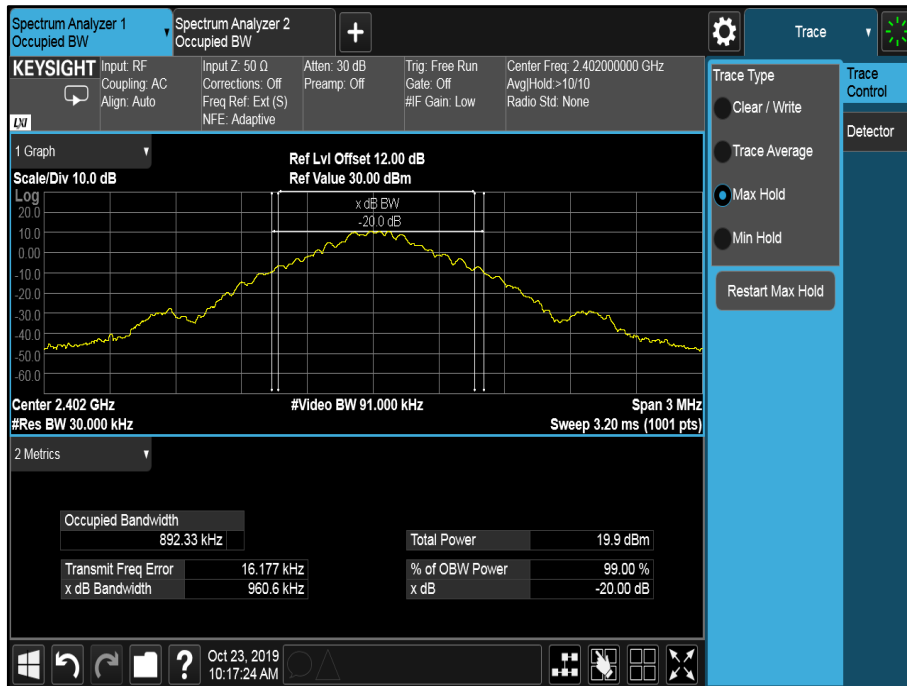 Spectrum Analyzer 1
Occupied BW
Spectrum Analyzer 2
Occupied BW
Trace
KEYSIGHT
LXI
Input: RF
Coupling: AC
Align: Auto
Input Z: 50 Ω
Corrections: Off
Freq Ref: Ext (S)
NFE: Adaptive
Atten: 30 dB
Preamp: Off
Trig: Free Run
Gate: Off
#IF Gain: Low
Center Freq: 2.402000000 GHz
Avg|Hold:>10/10
Radio Std: None
Trace Type
Clear / Write
Trace Average
Max Hold
Min Hold
Restart Max Hold
Trace
Control
Detector
1 Graph
Scale/Div 10.0 dB
Ref Lvl Offset 12.00 dB
Ref Value 30.00 dBm
Log
20.0
10.0
0.00
-10.0
-20.0
-30.0
-40.0
-50.0
-60.0
x dB BW
-20.0 dB
Center 2.402 GHz
#Video BW 91.000 kHz
Span 3 MHz
#Res BW 30.000 kHz
Sweep 3.20 ms (1001 pts)
2 Metrics
Occupied Bandwidth
892.33 kHz
Total Power 19.9 dBm
Transmit Freq Error 16.177 kHz
% of OBW Power 99.00 %
x dB Bandwidth 960.6 kHz
x dB -20.00 dB
?
Oct 23, 2019
10:17:24 AM